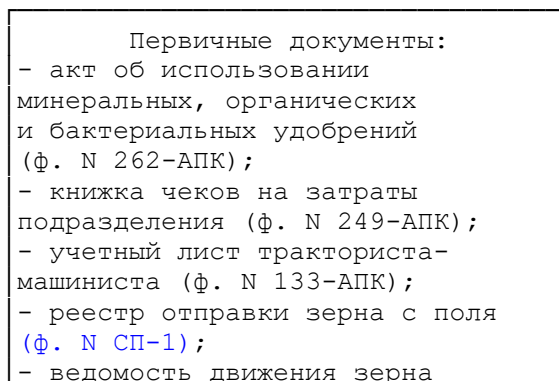 Первичные документы:
- акт об использовании
минеральных, органических
и бактериальных удобрений
(ф. N 262-АПК);
- книжка чеков на затраты
подразделения (ф. N 249-АПК);
- учетный лист тракториста-
машиниста (ф. N 133-АПК);
- реестр отправки зерна с поля
(ф. N СП-1);
- ведомость движения зерна